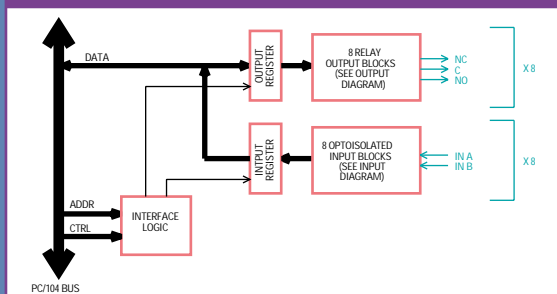 DATA
OUTPUT
REGISTER
8 RELAY
OUTPUT BLOCKS
(SEE OUTPUT
DIAGRAM)
NC
C
NO
X 8
INTPUT
REGISTER
8 OPTOISOLATED
INPUT BLOCKS
(SEE INPUT
DIAGRAM)
IN A
IN B
X 8
ADDR
CTRL
INTERFACE
LOGIC
PC/104 BUS